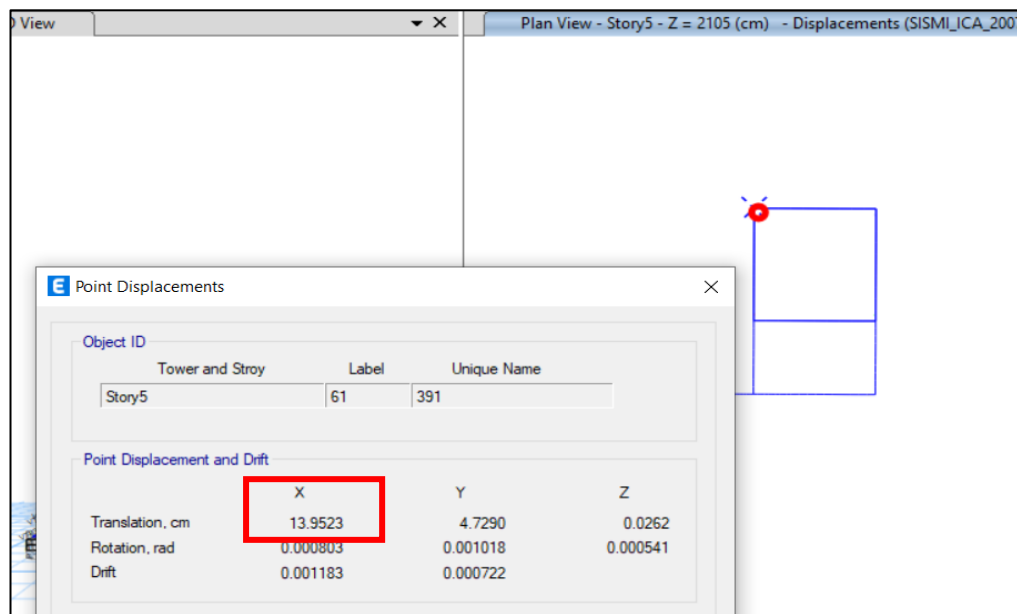 D View
Plan View - Story5 - Z = 2105 (cm) - Displacements (SISMI_ICA_2007
Point Displacements
Object ID
Tower and Stroy Label Unique Name
Story5 61 391
Point Displacement and Drift
X Y Z
Translation, cm 13.9523 4.7290 0.0262
Rotation, rad 0.000803 0.001018 0.000541
Drift 0.001183 0.000722